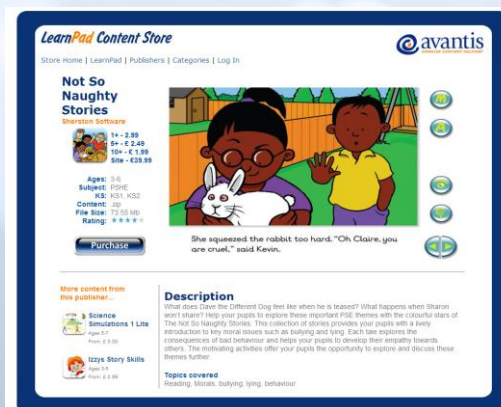 LearnPad Content Store
avantis
Store Home | LearnPad | Publishers | Categories | Log In
Not So
Naughty
Stories
Sherston Software
1+ - 2.99
5+ - £ 2.49
10+ - £ 1.99
Site - £39.99
Ages: 3-6
Subject: PSHE
KS: KS1, KS2
Content: .zip
File Size: 73.55 Mb
Rating:
Purchase
M
A
She squeezed the rabbit too hard. "Oh Claire, you
are cruel," said Kevin.
More content from
this publisher...
Science
Simulations 1 Lite
Ages 5-7
Izzys Story Skills
Ages 3-5
Description
What does Dave the Different Dog feel like when he is teased? What happens when Sharon
won't share? Help your pupils to explore these important PSE themes with the colourful stars of
The Not So Naughty Stories. This collection of stories provides your pupils with a lively
introduction to key moral issues such as bullying and lying. Each tale explores the
consequences of bad behaviour and helps your pupils to develop their empathy towards
others. The motivating activities offer your pupils the opportunity to explore and discuss these
themes further.
Topics covered
Reading, Morals, bullying, lying, behaviour